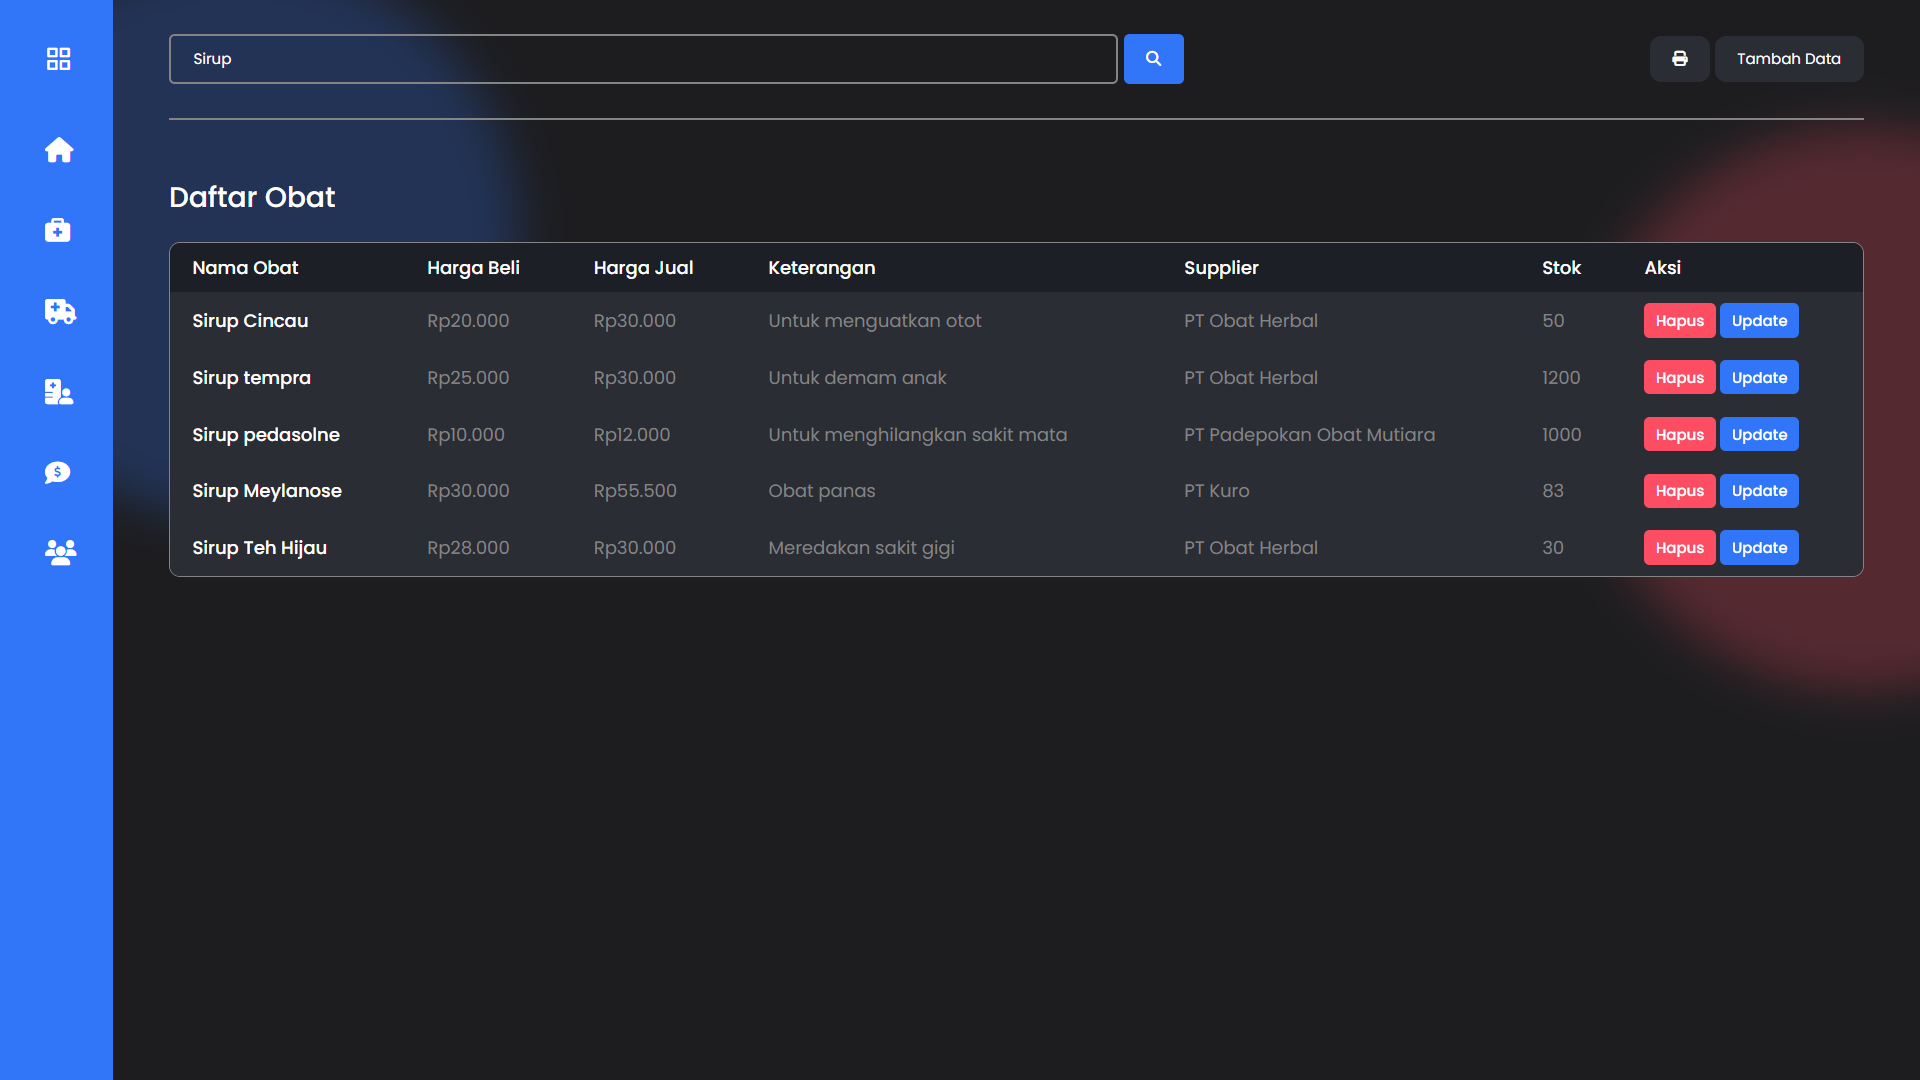 Sirup
Tambah Data
Daftar Obat
Nama Obat Harga Beli Harga Jual Keterangan Supplier Stok Aksi
Sirup Cincau Rp20.000 Rp30.000 Untuk menguatkan otot PT Obat Herbal 50 Hapus Update
Sirup tempra Rp25.000 Rp30.000 Untuk demam anak PT Obat Herbal 1200 Hapus Update
Sirup pedasolne Rp10.000 Rp12.000 Untuk menghilangkan sakit mata PT Padepokan Obat Mutiara 1000 Hapus Update
Sirup Meylanose Rp30.000 Rp55.500 Obat panas PT Kuro 83 Hapus Update
Sirup Teh Hijau Rp28.000 Rp30.000 Meredakan sakit gigi PT Obat Herbal 30 Hapus Update